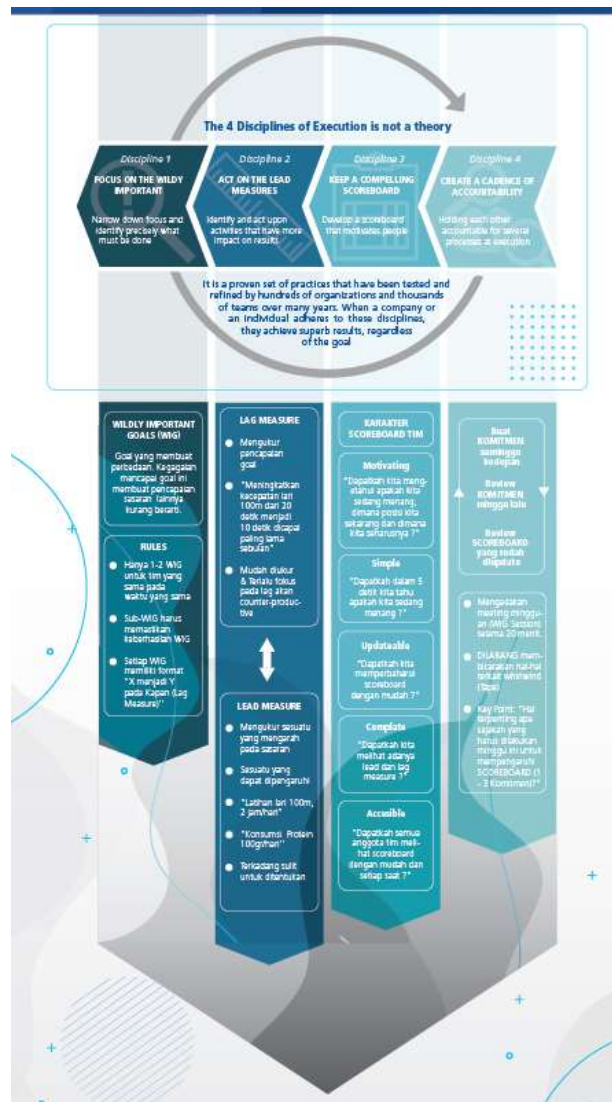 The 4 Disciplines of Execution is not a theory
Discipline 1
FOCUS ON THE WILDY
IMPORTANT
Narrow down focus and
identify precisely what
must be done
Discipline 2
ACT ON THE LEAD
MEASURES
Identify and act upon
activities that have more
impact on results
Discipline 3
KEEP A COMPELLING
SCOREBOARD
Develop a scoreboard
that motivates people
Discipline 4
CREATE A CADENCE OF
ACCOUNTABILITY
Holding each other
accountable for several
processes at execution
It is a proven set of practices that have been tested and
refined by hundreds of organizations and thousands
of teams over many years. When a company or
an individual adheres to these disciplines,
they achieve superb results, regardless
of the goal
WILDLY IMPORTANT
GOALS (WIG)
Goal yang membuat
perbedaan. Kegagalan
mencapai goal ini
membuat pencapaian
sasaran lainnya
kurang berarti.
RULES
Hanya 1-2 WIG
untuk tim yang
sama pada
waktu yang sama
Sub-WIG harus
memastikan
keberhasilan WIG
Setiap WIG
memiliki format
"X menjadi Y
pada Kapan (Lag
Measure)"
LAG MEASURE
Mengukur
pencapaian
goal
"Meningkatkan
kecepatan lari
100m dari 20
detik menjadi
10 detik dicapai
paling lama
sebulan"
Mudah diukur
& Terlalu fokus
pada lag akan
counter-produc-
tive
LEAD MEASURE
Mengukur sesuatu
yang mengarah
pada sasaran
Sesuatu yang
dapat dipengaruhi
"Latihan lari 100m,
2 jam/hari"
"Konsumsi Protein
100gr/hari"
Terkadang sulit
untuk ditentukan
KARAKTER
SCOREBOARD TIM
Motivating
"Dapatkah kita meng-
etahui apakah kita
sedang menang,
dimana posisi kita
sekarang dan dimana
kita seharusnya ?"
Simple
"Dapatkah dalam 5
detik kita tahu
apakah kita sedang
menang ?"
Updateable
"Dapatkah kita
memperbaharui
scoreboard
dengan mudah ?"
Complate
"Dapatkah kita
melihat adanya
lead dan lag
measure ?"
Accusible
"Dapatkah semua
anggota tim meli-
hat scoreboard
dengan mudah dan
setiap saat ?"
Buat
KOMITMEN
seminggu
kedepan
Review
KOMITMEN
minggu lalu
Review
SCOREBOARD
yang sudah
diupdate
Mengadakan
meeting minggu-
an (WIG Session)
selama 20 menit.
DILARANG mem-
bicarakan hal-hal
terkait whirlwind
(Taps)
Key Point: "Hal
terpenting apa
sajakah yang
harus dilakukan
minggu ini untuk
mempengaruhi
SCOREBOARD (1
- 3 Komitmen)?"